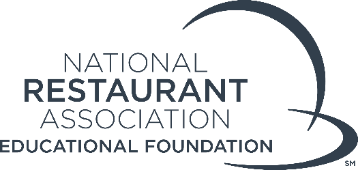 NATIONAL
RESTAURANT
ASSOCIATION
EDUCATIONAL FOUNDATION
SM